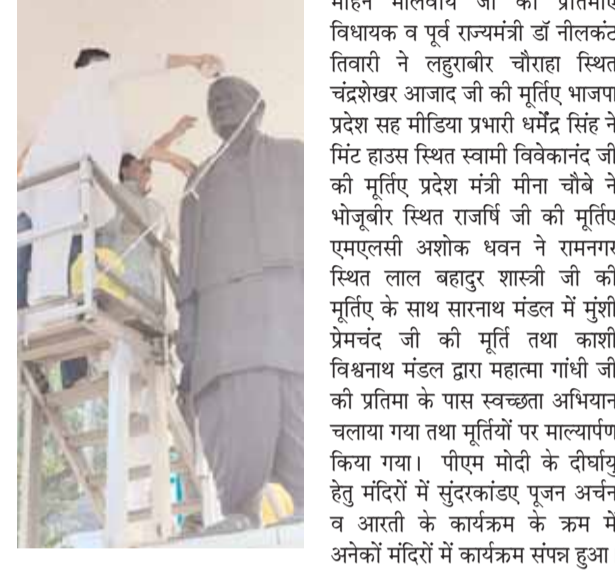 मोहन मालवीय जी की प्रतिमाए
विधायक व पूर्व राज्यमंत्री डॉ नीलकंट
तिवारी ने लहुराबीर चौराहा स्थित
चंद्रशेखर आजाद जी की मूर्तिए भाजपा
प्रदेश सह मीडिया प्रभारी धर्मेंद्र सिंह ने
मिंट हाउस स्थित स्वामी विवेकानंद जी
की मूर्तिए प्रदेश मंत्री मीना चौबे ने
भोजूबीर स्थित राजर्षि जी की मूर्तिए
एमएलसी अशोक धवन ने रामनगर
स्थित लाल बहादुर शास्त्री जी की
मूर्तिए के साथ सारनाथ मंडल में मुंशी
प्रेमचंद जी की मूर्ति तथा काशी
विश्वनाथ मंडल द्वारा महात्मा गांधी जी
की प्रतिमा के पास स्वच्छता अभियान
चलाया गया तथा मूर्तियों पर माल्यार्पण
किया गया। पीएम मोदी के दीर्घायु
हेतु मंदिरों में सुंदरकांडए पूजन अर्चन
व आरती के कार्यक्रम के क्रम में
अनेकों मंदिरों में कार्यक्रम संपन्न हुआ